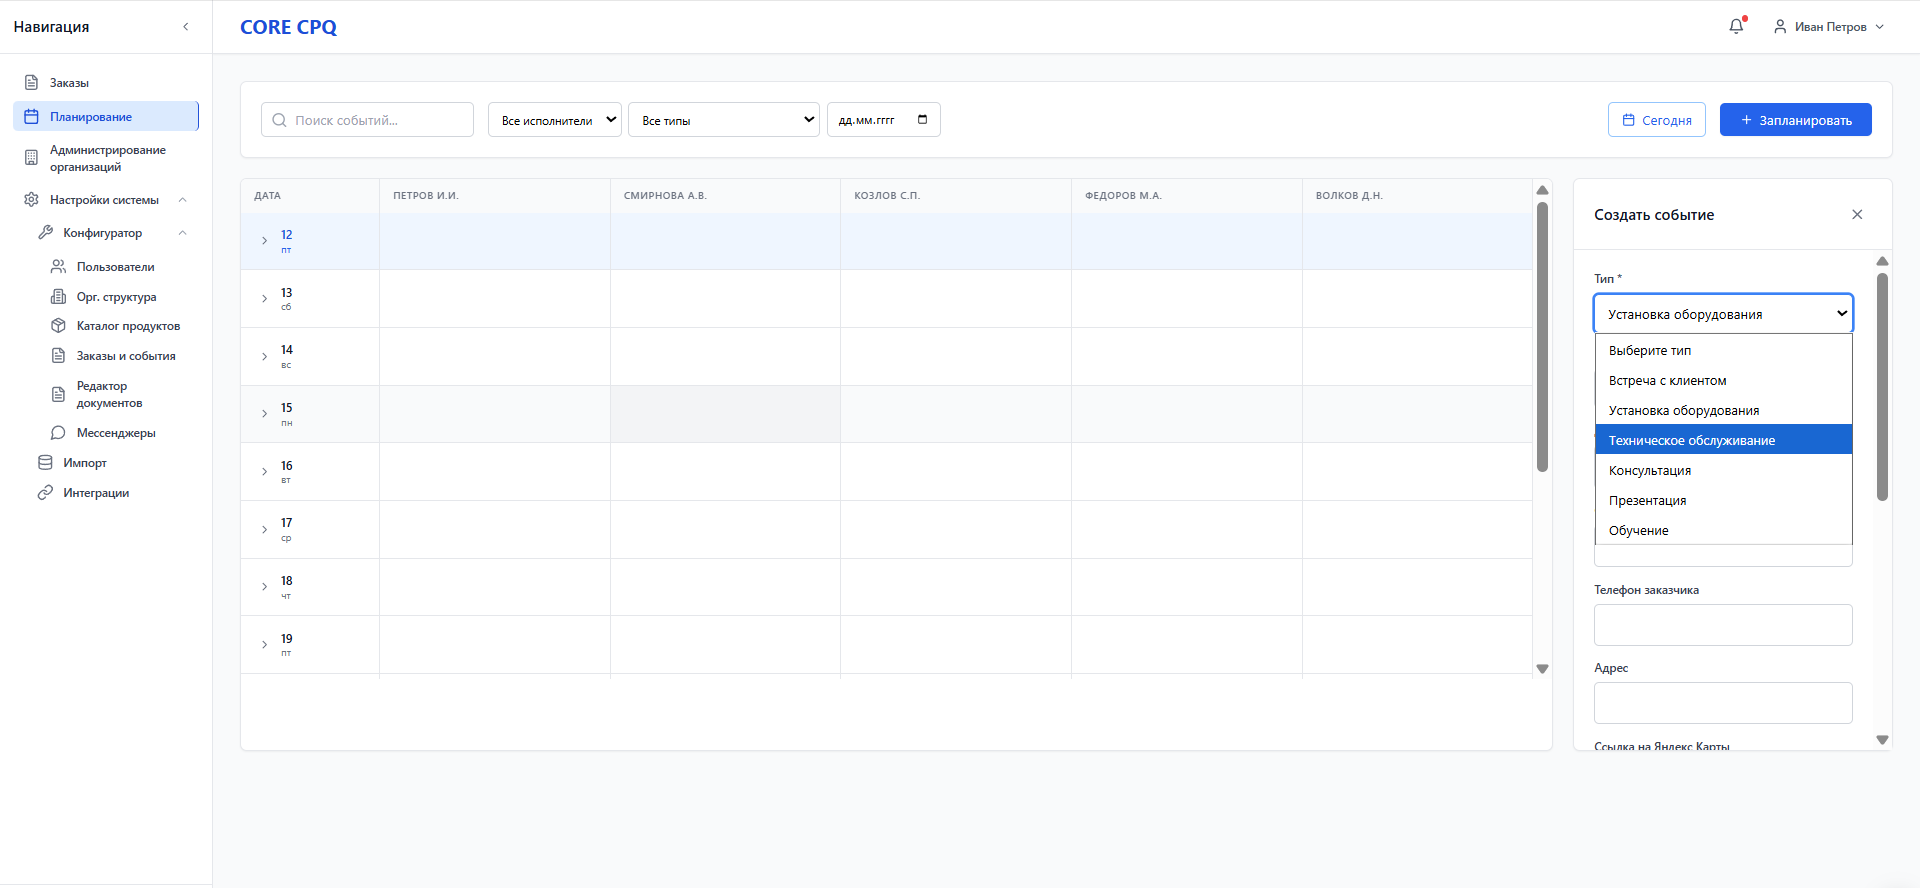 Навигация
CORE CPQ
Иван Петров
Заказы
Планирование
Администрирование
организаций
Настройки системы
Конфигуратор
Пользователи
Орг. структура
Каталог продуктов
Заказы и события
Редактор
документов
Мессенджеры
Импорт
Интеграции
Поиск событий...
Все исполнители
Все типы
дд.мм.гггг
Сегодня
Запланировать
ДАТА
ПЕТРОВ И.И.
СМИРНОВА А.В.
КОЗЛОВ С.П.
ФЕДОРОВ М.А.
ВОЛКОВ Д.Н.
12
пт
13
сб
14
вс
15
пн
16
вт
17
ср
18
чт
19
пт
Создать событие
Тип *
Установка оборудования
Выберите тип
Встреча с клиентом
Установка оборудования
Техническое обслуживание
Консультация
Презентация
Обучение
Телефон заказчика
Адрес
Ссылка на Яндекс Карты